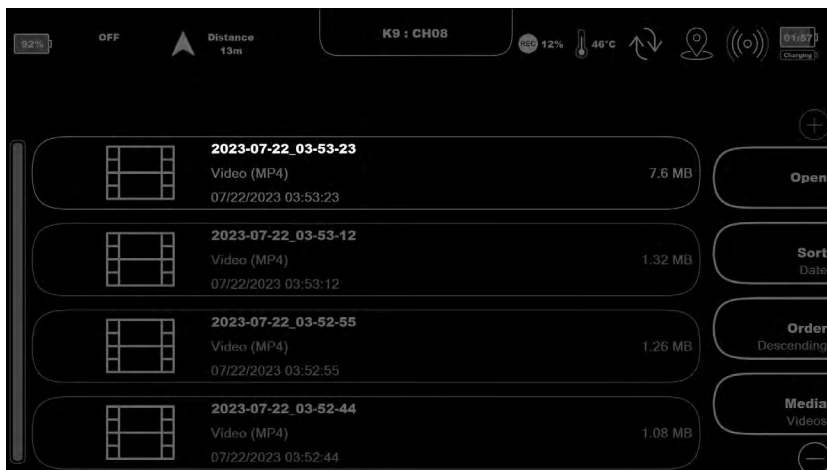 92%
OFF
Distance
13m
K9 : CH08
REC 12%
46°C
01:57
Charging
2023-07-22_03-53-23
Video (MP4)
7.6 MB
07/22/2023 03:53:23
Open
2023-07-22_03-53-12
Video (MP4)
1.32 MB
07/22/2023 03:53:12
Sort
Date
2023-07-22_03-52-55
Video (MP4)
1.26 MB
07/22/2023 03:52:55
Order
Descending
2023-07-22_03-52-44
Video (MP4)
1.08 MB
07/22/2023 03:52:44
Media
Videos